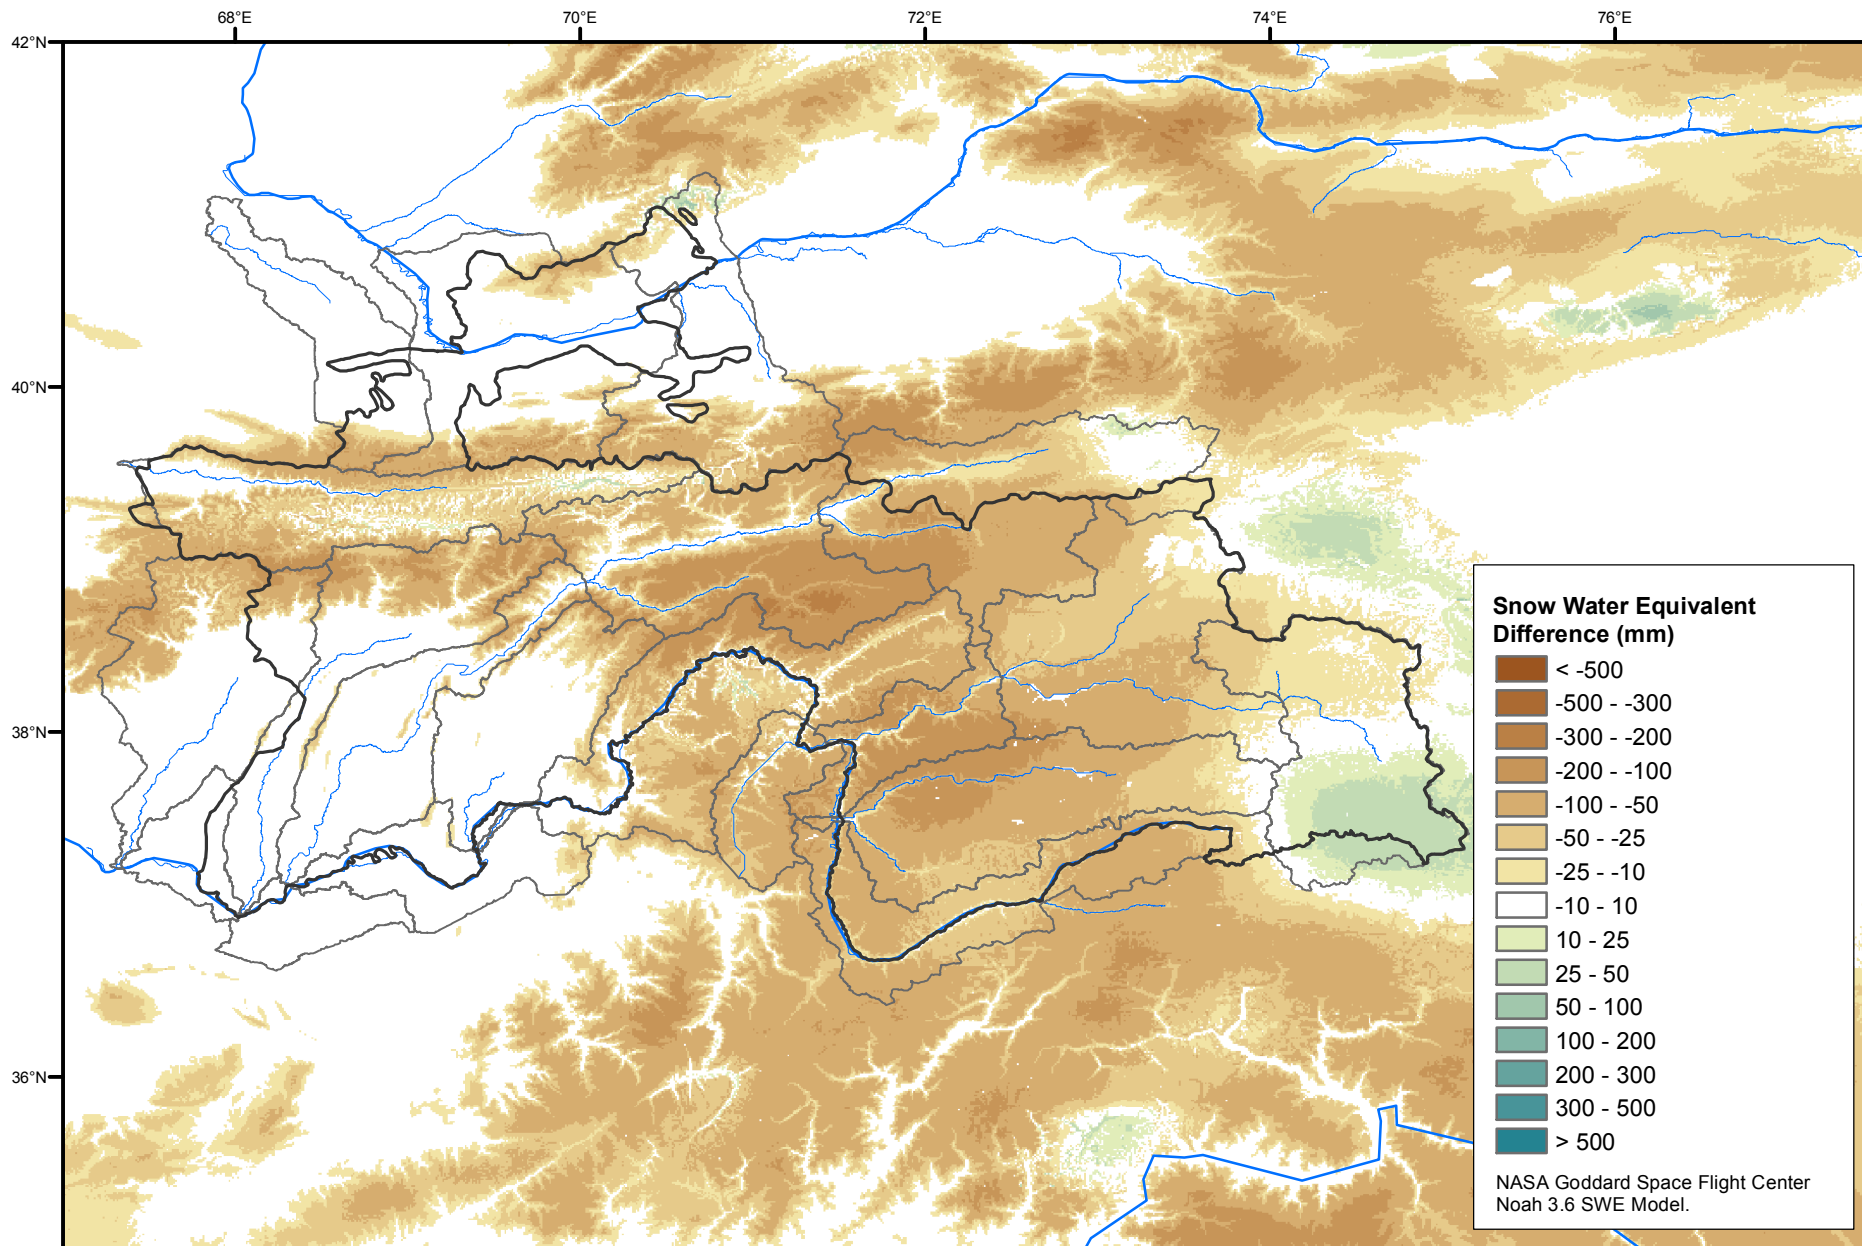 68°E 70°E 72°E 74°E 76°E
42°N
40°N
38°N
36°N
Snow Water Equivalent
Difference (mm)
< -500
-500 - -300
-300 - -200
-200 - -100
-100 - -50
-50 - -25
-25 - -10
-10 - 10
10 - 25
25 - 50
50 - 100
100 - 200
200 - 300
300 - 500
> 500
NASA Goddard Space Flight Center
Noah 3.6 SWE Model.